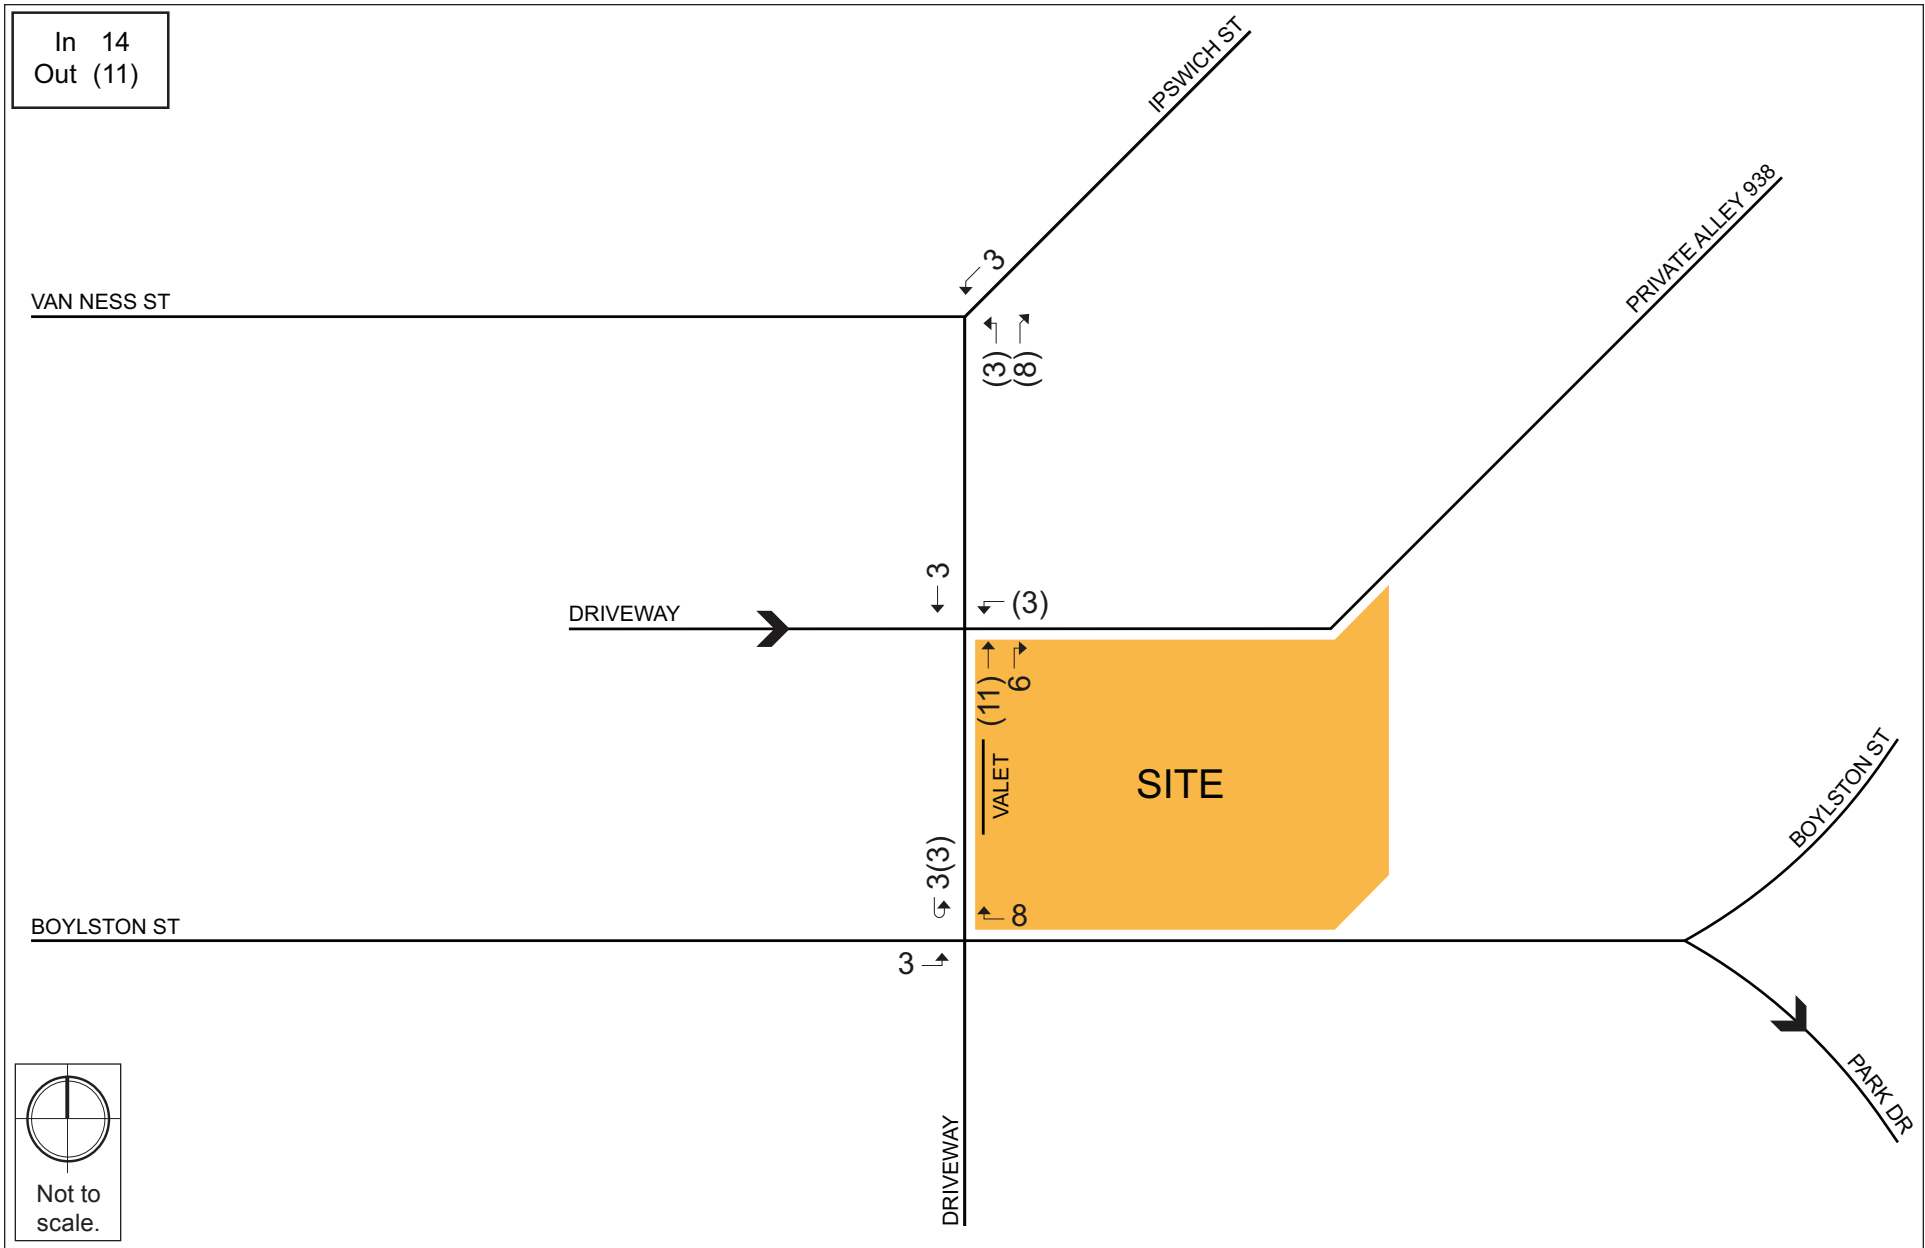 In 14
Out (11)
IPSWICH ST
PRIVATE ALLEY 938
3
VAN NESS ST
(3)
(8)
3
(3)
DRIVEWAY
(11)
6
VALET
SITE
BOYLSTON ST
3(3)
8
BOYLSTON ST
3
PARK DR
DRIVEWAY
Not to
scale.